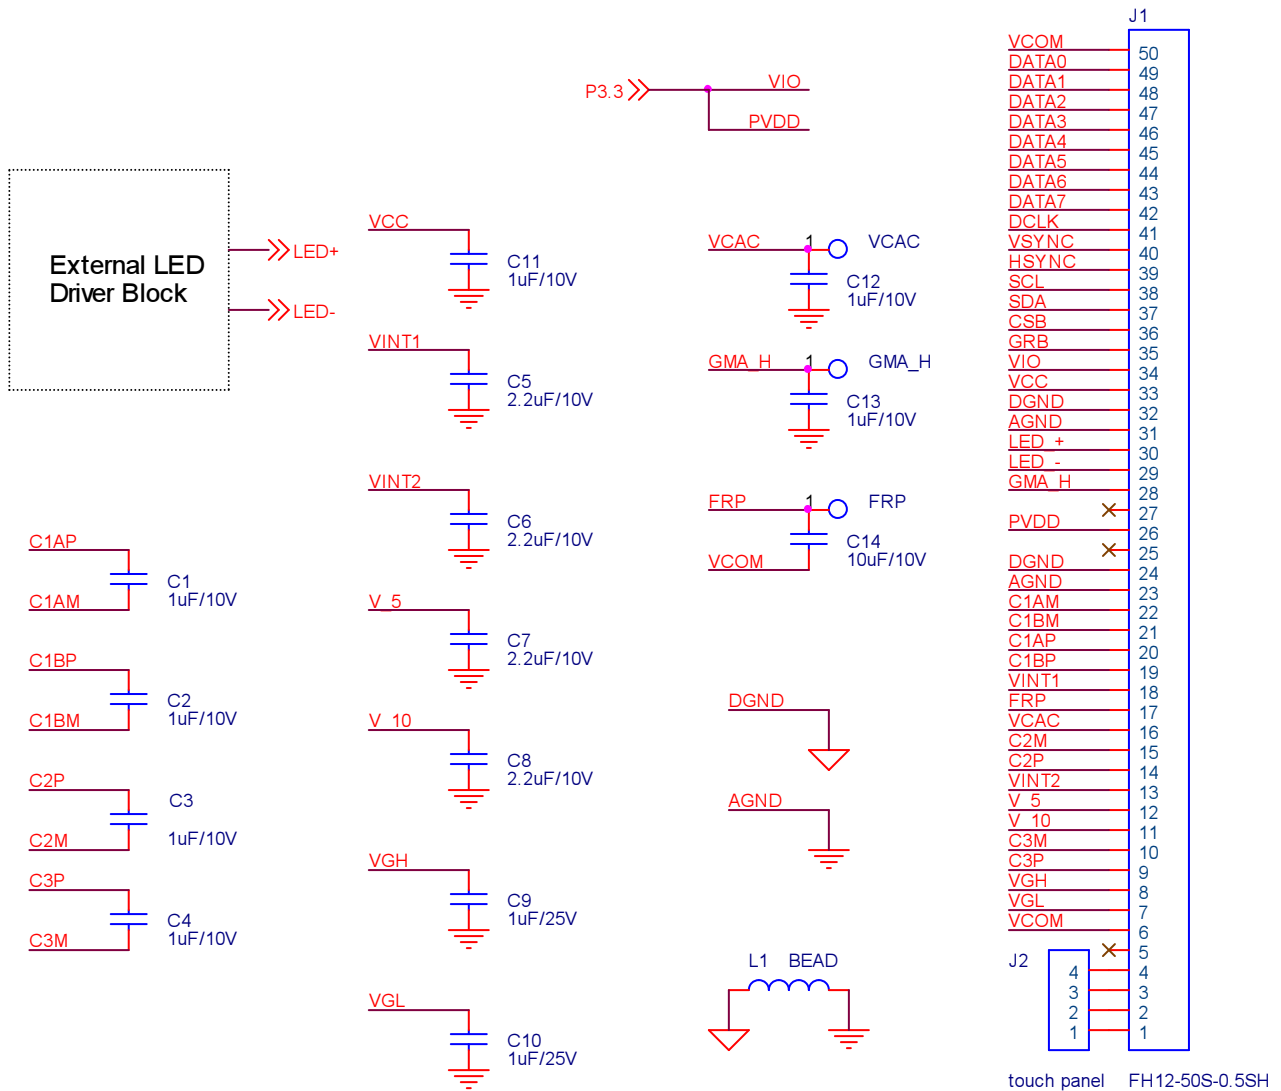 P3.3
VIO
PVDD
External LED
Driver Block
LED+
LED-
VCC
C11
1uF/10V
VINT1
C5
2.2uF/10V
VINT2
C6
2.2uF/10V
V_5
C7
2.2uF/10V
V_10
C8
2.2uF/10V
VGH
C9
1uF/25V
VGL
C10
1uF/25V
C1AP
C1
1uF/10V
C1AM
C1BP
C2
1uF/10V
C1BM
C2P
C3
1uF/10V
C2M
C3P
C4
1uF/10V
C3M
VCAC
1
VCAC
C12
1uF/10V
GMA_H
1
GMA_H
C13
1uF/10V
FRP
1
FRP
C14
10uF/10V
VCOM
DGND
AGND
L1 BEAD
J1
VCOM 50
DATA0 49
DATA1 48
DATA2 47
DATA3 46
DATA4 45
DATA5 44
DATA6 43
DATA7 42
DCLK 41
VSYNC 40
HSYNC 39
SCL 38
SDA 37
CSB 36
GRB 35
VIO 34
VCC 33
DGND 32
AGND 31
LED_+ 30
LED_- 29
GMA_H 28
27
PVDD 26
25
DGND 24
AGND 23
C1AM 22
C1BM 21
C1AP 20
C1BP 19
VINT1 18
FRP 17
VCAC 16
C2M 15
C2P 14
VINT2 13
V_5 12
V_10 11
C3M 10
C3P 9
VGH 8
VGL 7
VCOM 6
5
J2
4 4
3 3
2 2
1 1
touch panel FH12-50S-0.5SH